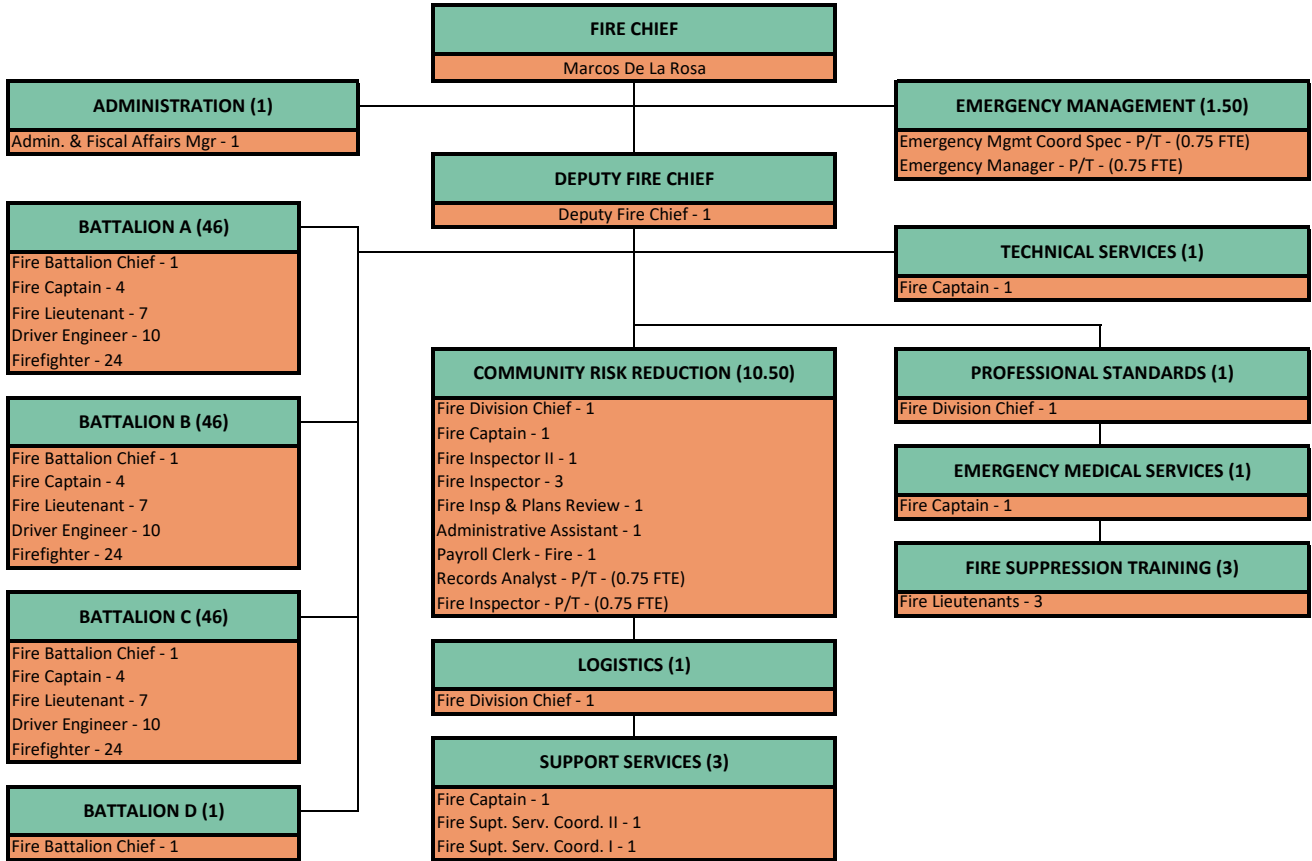 FIRE CHIEF
Marcos De La Rosa
ADMINISTRATION (1)
Admin. & Fiscal Affairs Mgr - 1
EMERGENCY MANAGEMENT (1.50)
Emergency Mgmt Coord Spec - P/T - (0.75 FTE)
Emergency Manager - P/T - (0.75 FTE)
DEPUTY FIRE CHIEF
Deputy Fire Chief - 1
BATTALION A (46)
Fire Battalion Chief - 1
Fire Captain - 4
Fire Lieutenant - 7
Driver Engineer - 10
Firefighter - 24
TECHNICAL SERVICES (1)
Fire Captain - 1
BATTALION B (46)
Fire Battalion Chief - 1
Fire Captain - 4
Fire Lieutenant - 7
Driver Engineer - 10
Firefighter - 24
BATTALION C (46)
Fire Battalion Chief - 1
Fire Captain - 4
Fire Lieutenant - 7
Driver Engineer - 10
Firefighter - 24
BATTALION D (1)
Fire Battalion Chief - 1
COMMUNITY RISK REDUCTION (10.50)
Fire Division Chief - 1
Fire Captain - 1
Fire Inspector II - 1
Fire Inspector - 3
Fire Insp & Plans Review - 1
Administrative Assistant - 1
Payroll Clerk - Fire - 1
Records Analyst - P/T - (0.75 FTE)
Fire Inspector - P/T - (0.75 FTE)
LOGISTICS (1)
Fire Division Chief - 1
SUPPORT SERVICES (3)
Fire Captain - 1
Fire Supt. Serv. Coord. II - 1
Fire Supt. Serv. Coord. I - 1
PROFESSIONAL STANDARDS (1)
Fire Division Chief - 1
EMERGENCY MEDICAL SERVICES (1)
Fire Captain - 1
FIRE SUPPRESSION TRAINING (3)
Fire Lieutenants - 3